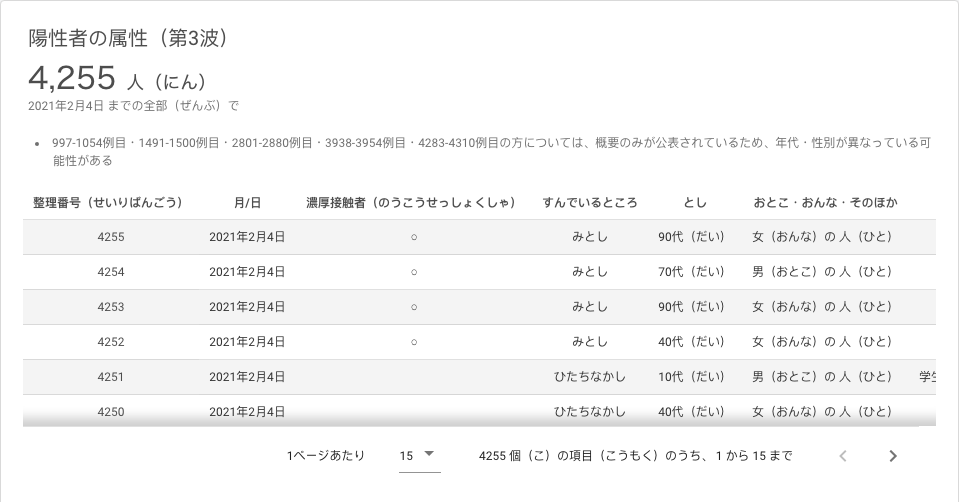 陽性者の属性（第3波）
4,255 人（にん）
2021年2月4日 までの全部（ぜんぶ）で
• 997-1054例目・1491-1500例目・2801-2880例目・3938-3954例目・4283-4310例目の方については、概要のみが公表されているため、年代・性別が異なっている可
能性がある
整理番号（せいりばんごう） 月/日 濃厚接触者（のうこうせっしょくしゃ） すんでいるところ とし おとこ・おんな・そのほか
4255 2021年2月4日 ○ みとし 90代（だい） 女（おんな）の 人（ひと）
4254 2021年2月4日 ○ みとし 70代（だい） 男（おとこ）の 人（ひと）
4253 2021年2月4日 ○ みとし 90代（だい） 女（おんな）の 人（ひと）
4252 2021年2月4日 ○ みとし 40代（だい） 女（おんな）の 人（ひと）
4251 2021年2月4日 ひたちなかし 10代（だい） 男（おとこ）の 人（ひと） 学生
4250 2021年2月4日 ひたちなかし 40代（だい） 女（おんな）の 人（ひと）
1ページあたり 15 4255 個（こ）の項目（こうもく）のうち、1 から 15 まで